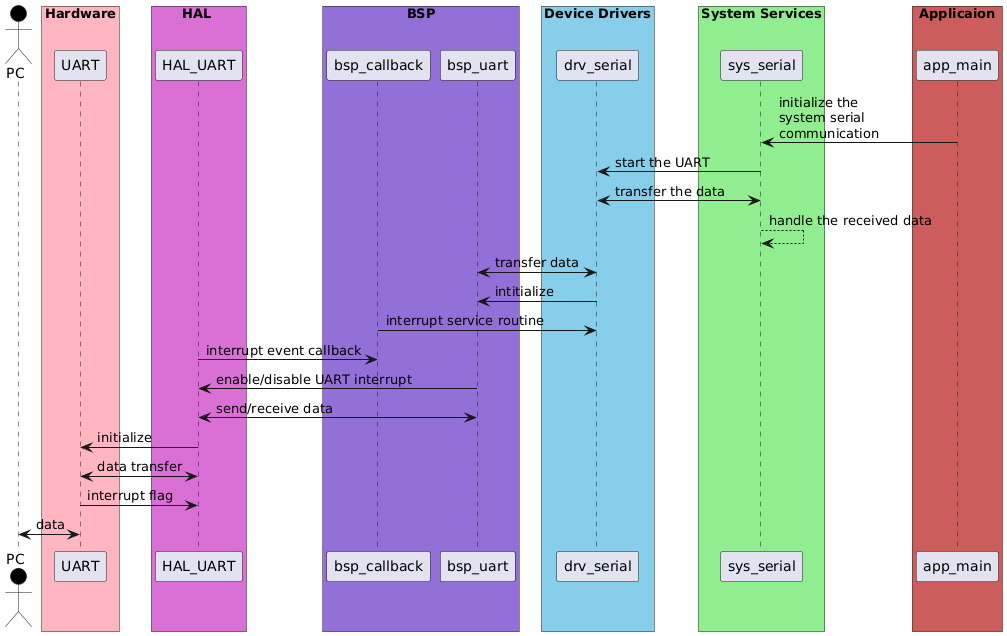 Hardware
HAL
BSP
Device Drivers
System Services
Applicaion
PC
UART
HAL_UART
bsp_callback
bsp_uart
drv_serial
sys_serial
app_main
initialize the
system serial
communication
start the UART
transfer the data
handle the received data
transfer data
intitialize
interrupt service routine
interrupt event callback
enable/disable UART interrupt
send/receive data
initialize
data transfer
interrupt flag
data
PC
UART
HAL_UART
bsp_callback
bsp_uart
drv_serial
sys_serial
app_main